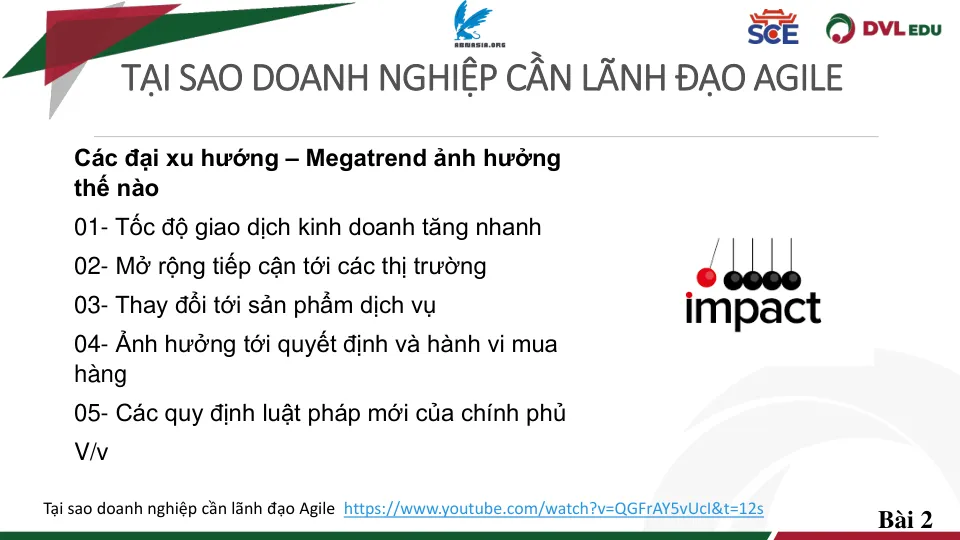 AENASIA.ORG
SCE
DVL EDU
TẠI SAO DOANH NGHIỆP CẦN LÃNH ĐẠO AGILE
Các đại xu hướng – Megatrend ảnh hưởng
thế nào
01- Tốc độ giao dịch kinh doanh tăng nhanh
02- Mở rộng tiếp cận tới các thị trường
03- Thay đổi tới sản phẩm dịch vụ
04- Ảnh hưởng tới quyết định và hành vi mua
hàng
05- Các quy định luật pháp mới của chính phủ
V/v
impact
Tại sao doanh nghiệp cần lãnh đạo Agile https://www.youtube.com/watch?v=QGFrAY5vUcI&t=12s
Bài 2